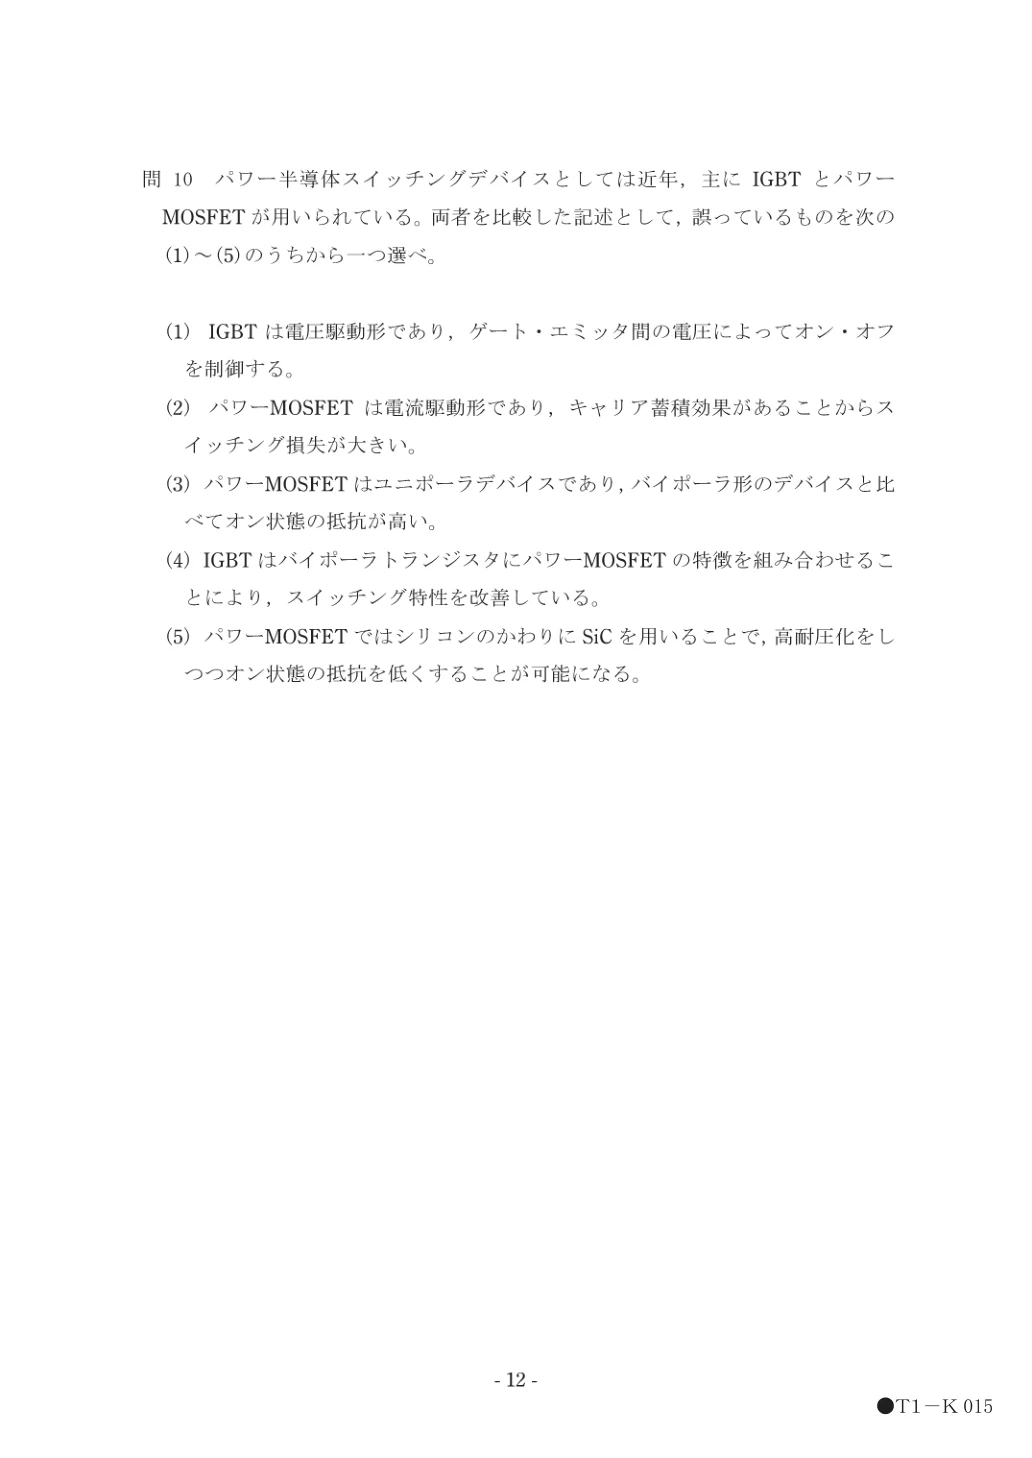 問 10　パワー半導体スイッチングデバイスとしては近年，主に IGBT とパワー
MOSFET が用いられている。両者を比較した記述として，誤っているものを次の
(1)～(5)のうちから一つ選べ。
(1) IGBT は電圧駆動形であり，ゲート・エミッタ間の電圧によってオン・オフ
を制御する。
(2) パワーMOSFET は電流駆動形であり，キャリア蓄積効果があることからス
イッチング損失が大きい。
(3) パワーMOSFET はユニポーラデバイスであり，バイポーラ形のデバイスと比
べてオン状態の抵抗が高い。
(4) IGBT はバイポーラトランジスタにパワーMOSFET の特徴を組み合わせるこ
とにより，スイッチング特性を改善している。
(5) パワーMOSFET ではシリコンのかわりに SiC を用いることで，高耐圧化をし
つつオン状態の抵抗を低くすることが可能になる。
- 12 -
●T1－K 015